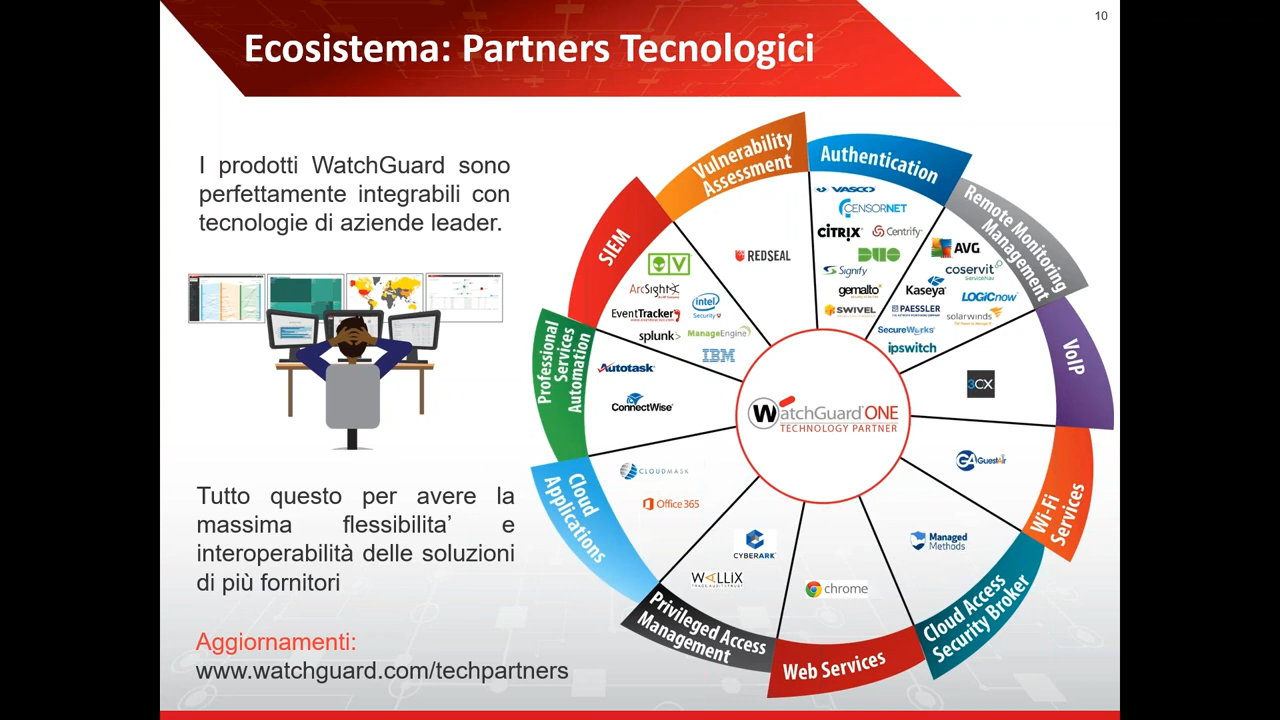 10
Ecosistema: Partners Tecnologici
I prodotti WatchGuard sono
perfettamente integrabili con
tecnologie di aziende leader.
Tutto questo per avere la
massima flessibilita’ e
interoperabilità delle soluzioni
di più fornitori
Aggiornamenti:
www.watchguard.com/techpartners
Vulnerability
Assessment
REDSEAL
Authentication
VASCO
CENSORNET
CITRIX
Centrify
DUO
Signify
gemalto
SWIVEL
Remote Monitoring
Management
AVG
coservit
ServiceNav
Kaseya
LOGICnow
PAESSLER
solarwinds
SecureWorks
ipswitch
VoIP
3CX
Wi-Fi
Services
GuestAir
Cloud Access
Security Broker
Managed
Methods
Web Services
chrome
Privileged Access
Management
CYBERARK
WALLIX
Cloud
Applications
CLOUDMASK
Office 365
Professional
Services
Automation
Autotask
ConnectWise
SIEM
ArcSight
EventTracker
intel
Security
splunk>
ManageEngine
IBM
WatchGuard ONE
TECHNOLOGY PARTNER